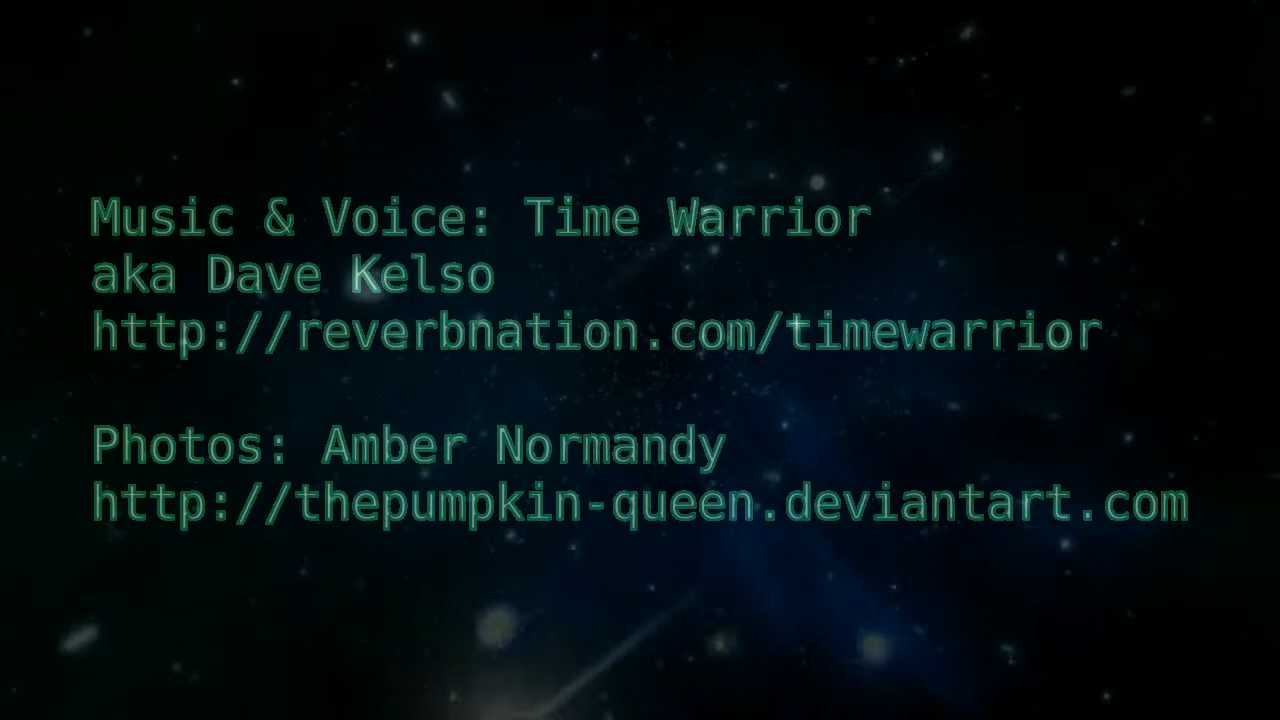 Music & Voice: Time Warrior
aka Dave Kelso
http://reverbnation.com/timewarrior
Photos: Amber Normandy
http://thepumpkin-queen.deviantart.com